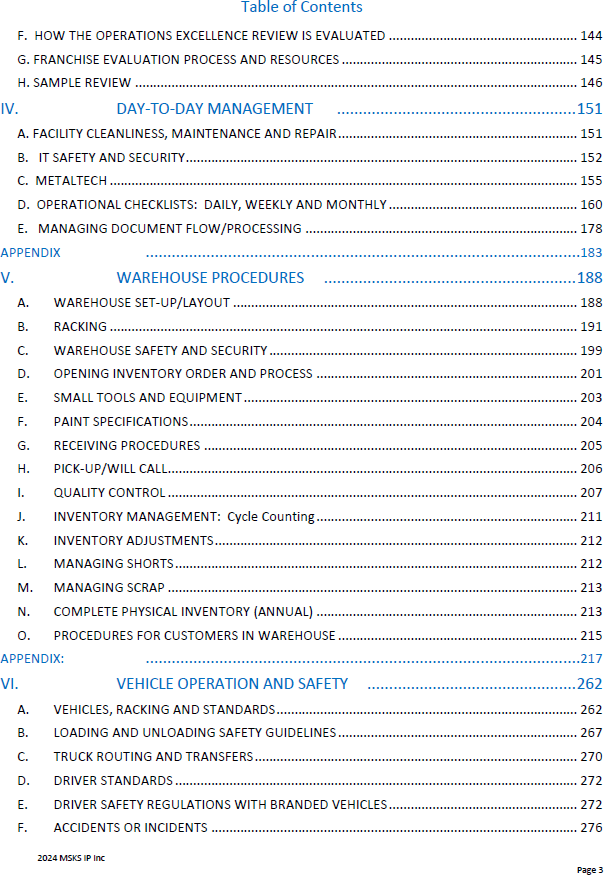 Table of Contents
F. HOW THE OPERATIONS EXCELLENCE REVIEW IS EVALUATED ........ 144
G. FRANCHISE EVALUATION PROCESS AND RESOURCES ........ 145
H. SAMPLE REVIEW ........ 146
IV. DAY-TO-DAY MANAGEMENT ........ 151
A. FACILITY CLEANLINESS, MAINTENANCE AND REPAIR ........ 151
B. IT SAFETY AND SECURITY ........ 152
C. METALTECH ........ 155
D. OPERATIONAL CHECKLISTS: DAILY, WEEKLY AND MONTHLY ........ 160
E. MANAGING DOCUMENT FLOW/PROCESSING ........ 178
APPENDIX ........ 183
V. WAREHOUSE PROCEDURES ........ 188
A. WAREHOUSE SET-UP/LAYOUT ........ 188
B. RACKING ........ 191
C. WAREHOUSE SAFETY AND SECURITY ........ 199
D. OPENING INVENTORY ORDER AND PROCESS ........ 201
E. SMALL TOOLS AND EQUIPMENT ........ 203
F. PAINT SPECIFICATIONS ........ 204
G. RECEIVING PROCEDURES ........ 205
H. PICK-UP/WILL CALL ........ 206
I. QUALITY CONTROL ........ 207
J. INVENTORY MANAGEMENT: Cycle Counting ........ 211
K. INVENTORY ADJUSTMENTS ........ 212
L. MANAGING SHORTS ........ 212
M. MANAGING SCRAP ........ 213
N. COMPLETE PHYSICAL INVENTORY (ANNUAL) ........ 213
O. PROCEDURES FOR CUSTOMERS IN WAREHOUSE ........ 215
APPENDIX: ........ 217
VI. VEHICLE OPERATION AND SAFETY ........ 262
A. VEHICLES, RACKING AND STANDARDS ........ 262
B. LOADING AND UNLOADING SAFETY GUIDELINES ........ 267
C. TRUCK ROUTING AND TRANSFERS ........ 270
D. DRIVER STANDARDS ........ 272
E. DRIVER SAFETY REGULATIONS WITH BRANDED VEHICLES ........ 272
F. ACCIDENTS OR INCIDENTS ........ 276
2024 MSKS IP Inc
Page 3